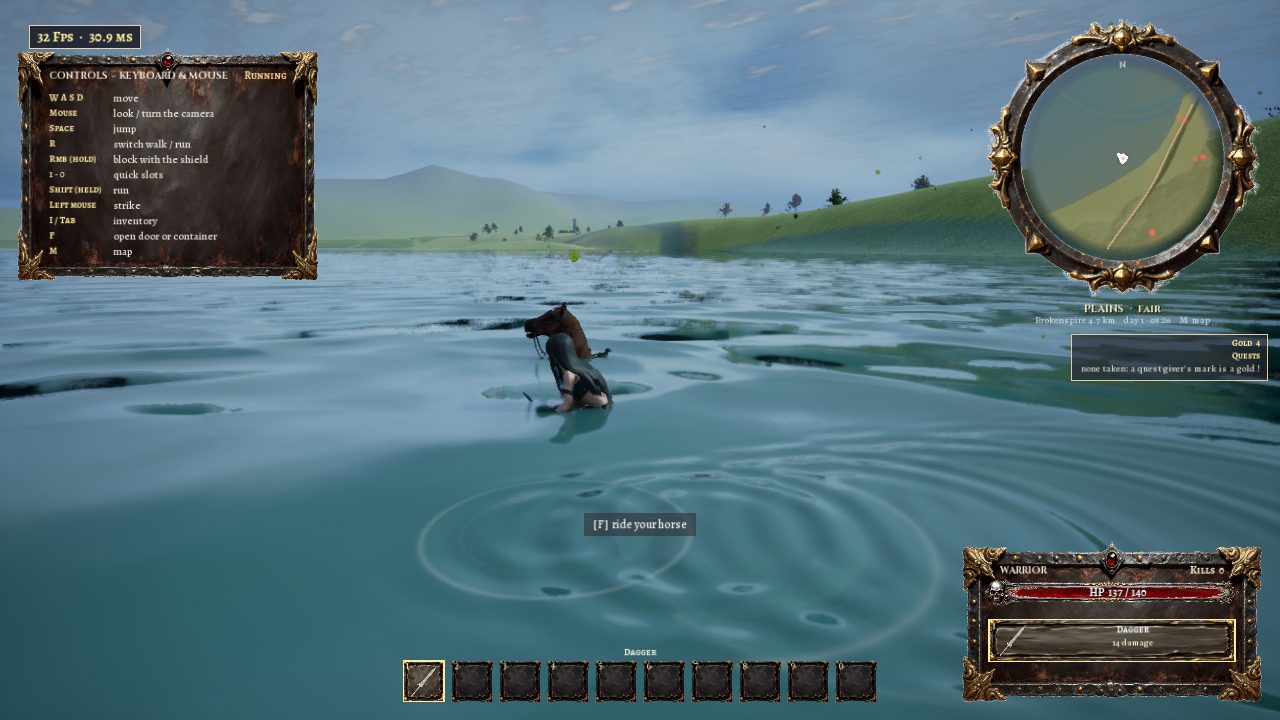 32 Fps · 30.9 ms
Controls - Keyboard & Mouse Running
W A S D move
Mouse look / turn the camera
Space jump
R switch walk / run
Rmb (hold) block with the shield
1 - 0 quick slots
Shift (held) run
Left mouse strike
I / Tab inventory
F open door or container
M map
N
Plains · Fair
Brokenspire 4.7 km day 1 · 08:26 M map
Gold 4
Quests
none taken: a questgiver's mark is a gold !
[F] ride your horse
Warrior Kills 0
HP 137 / 140
Dagger
14 damage
Dagger